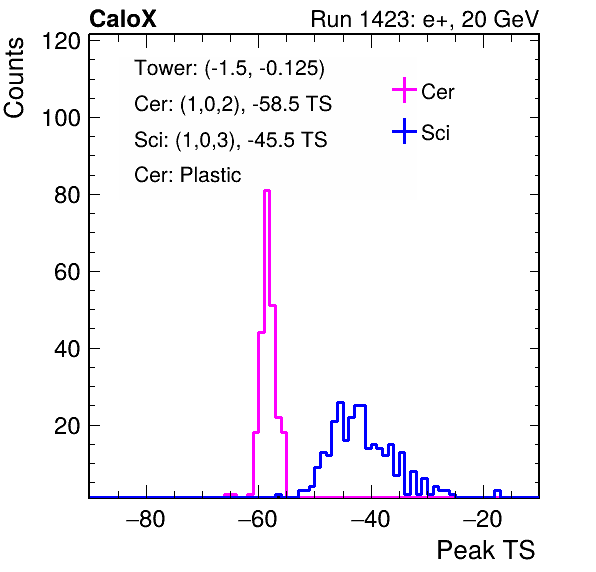 CaloX
Run 1423: e+, 20 GeV
Counts
Tower: (-1.5, -0.125)
Cer: (1,0,2), -58.5 TS
Sci: (1,0,3), -45.5 TS
Cer: Plastic
Cer
Sci
120
100
80
60
40
20
−80 −60 −40 −20
Peak TS